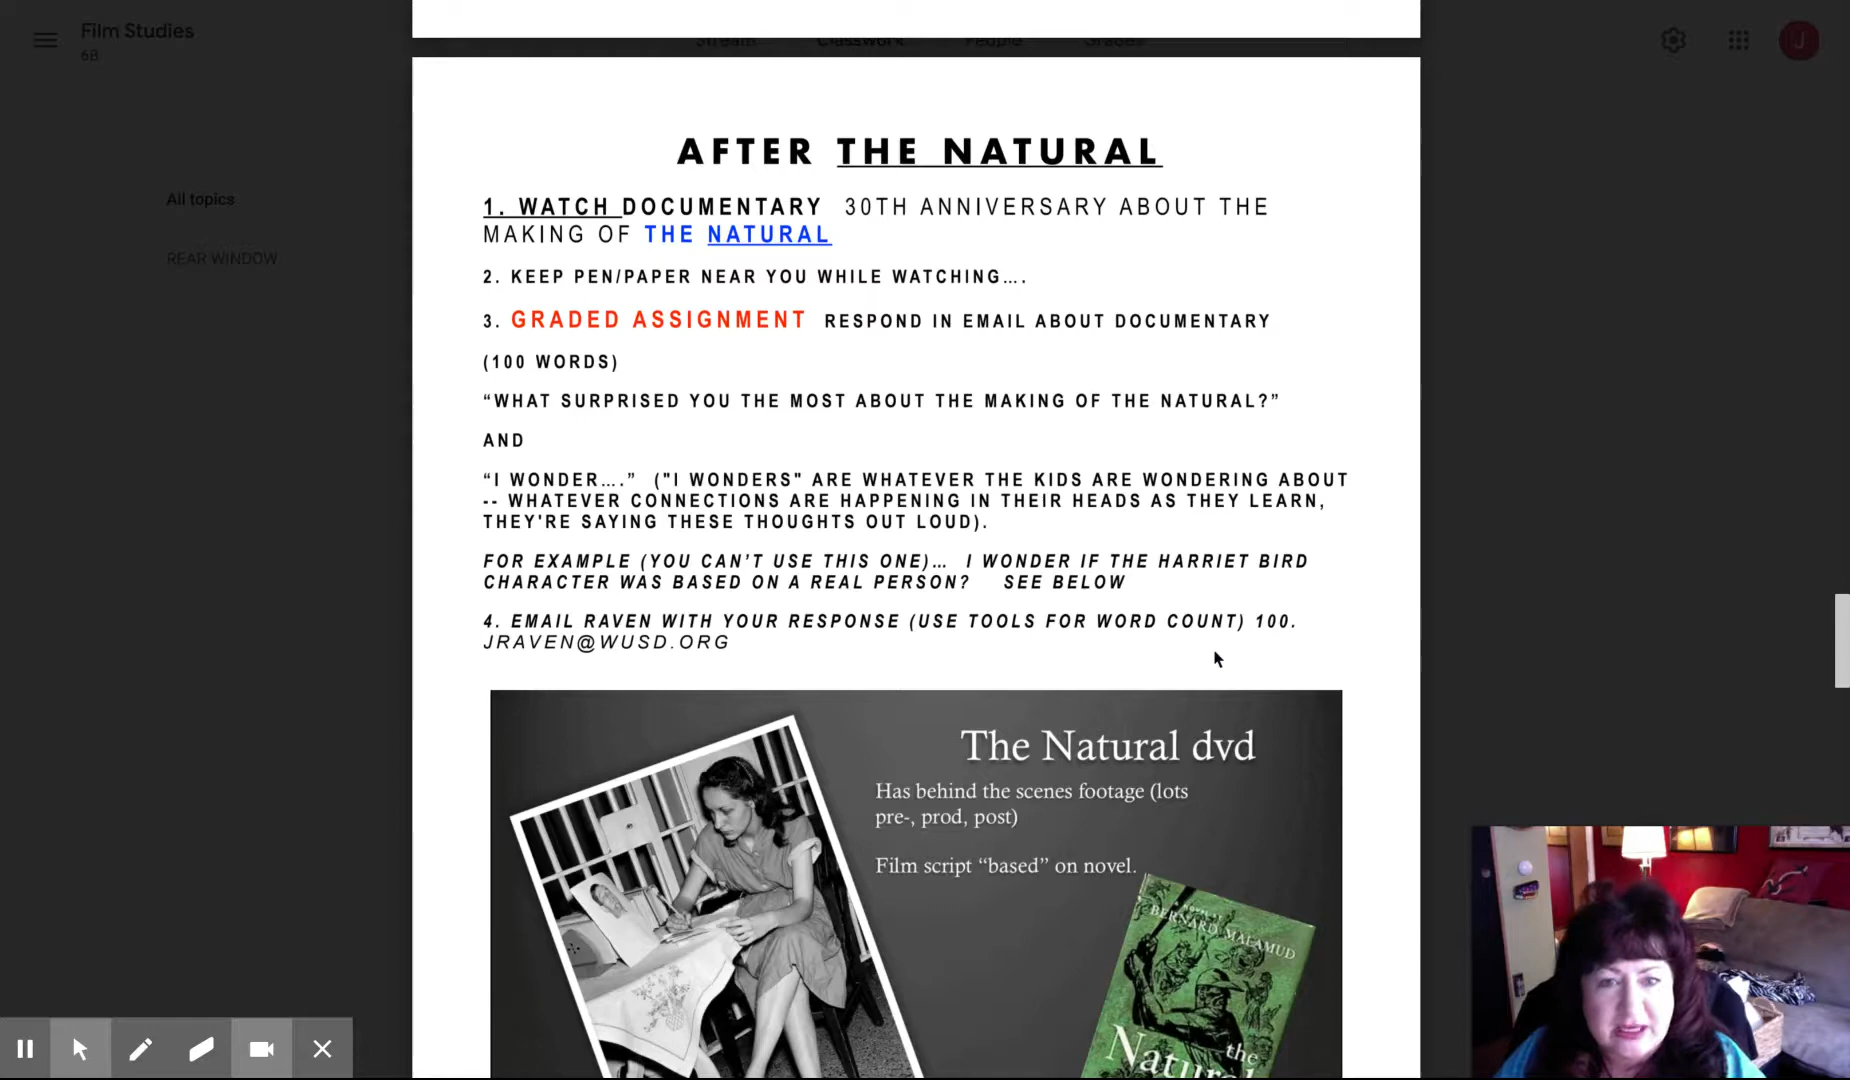 Film Studies
6B
Stream Classwork People Grades
J
All topics
REAR WINDOW
AFTER THE NATURAL
1. WATCH DOCUMENTARY 30TH ANNIVERSARY ABOUT THE
MAKING OF THE NATURAL
2. KEEP PEN/PAPER NEAR YOU WHILE WATCHING….
3. GRADED ASSIGNMENT RESPOND IN EMAIL ABOUT DOCUMENTARY
(100 WORDS)
“WHAT SURPRISED YOU THE MOST ABOUT THE MAKING OF THE NATURAL?”
AND
“I WONDER….” ("I WONDERS" ARE WHATEVER THE KIDS ARE WONDERING ABOUT
-- WHATEVER CONNECTIONS ARE HAPPENING IN THEIR HEADS AS THEY LEARN,
THEY'RE SAYING THESE THOUGHTS OUT LOUD).
FOR EXAMPLE (YOU CAN’T USE THIS ONE)… I WONDER IF THE HARRIET BIRD
CHARACTER WAS BASED ON A REAL PERSON? SEE BELOW
4. EMAIL RAVEN WITH YOUR RESPONSE (USE TOOLS FOR WORD COUNT) 100.
JRAVEN@WUSD.ORG
The Natural dvd
Has behind the scenes footage (lots
pre-, prod, post)
Film script “based” on novel.
BERNARD MALAMUD
the
Natural